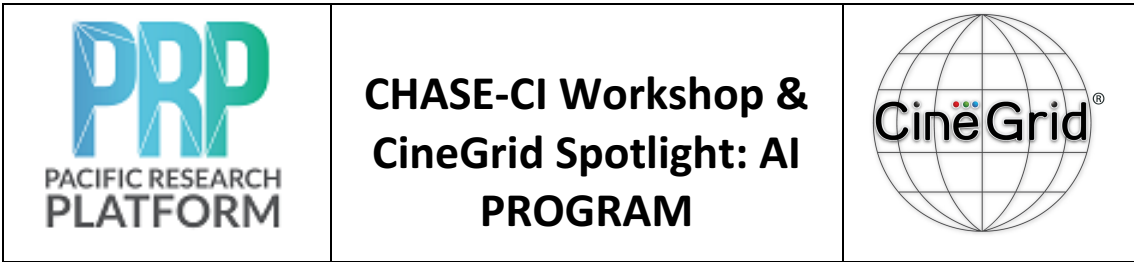 PRP
PACIFIC RESEARCH
PLATFORM
CHASE-CI Workshop &
CineGrid Spotlight: AI
PROGRAM
CineGrid®